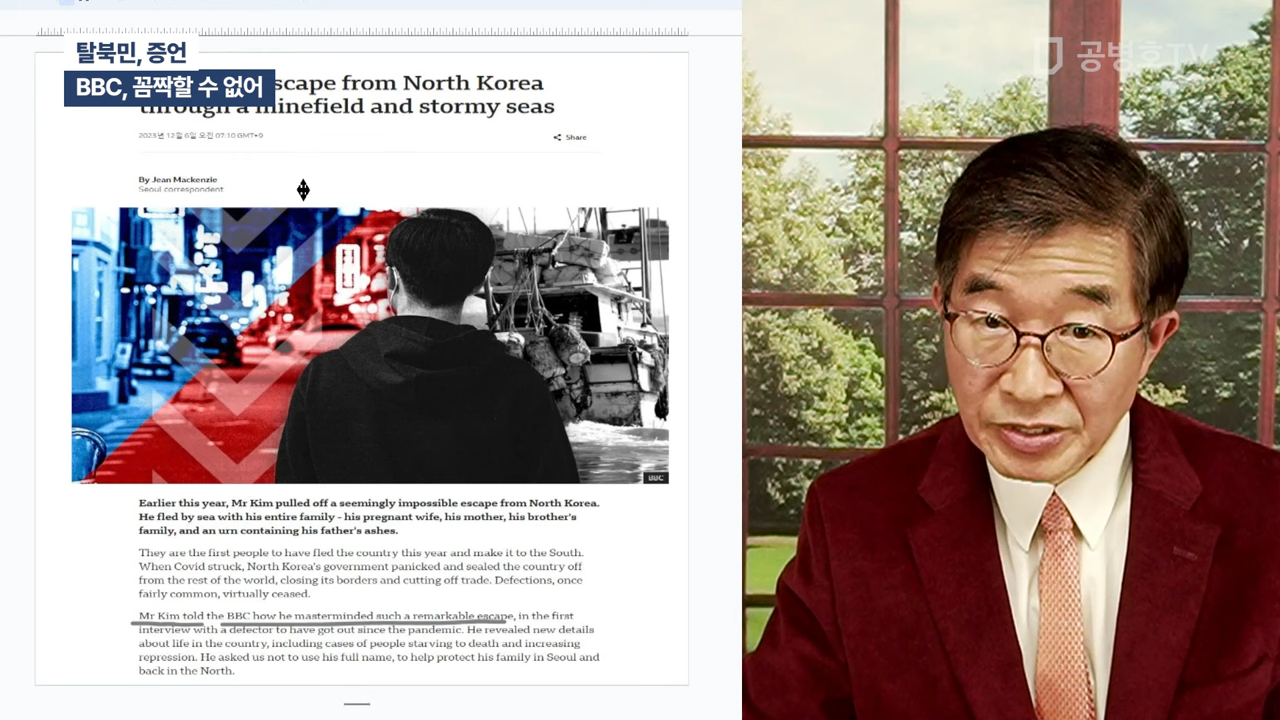 탈북민, 증언
BBC, 꼼짝할 수 없어
공병호TV
scape from North Korea
through a minefield and stormy seas
2023년 12월 6일 오전 07:10 GMT+9
Share
By Jean Mackenzie
Seoul correspondent
BBC
Earlier this year, Mr Kim pulled off a seemingly impossible escape from North Korea.
He fled by sea with his entire family - his pregnant wife, his mother, his brother's
family, and an urn containing his father's ashes.
They are the first people to have fled the country this year and make it to the South.
When Covid struck, North Korea's government panicked and sealed the country off
from the rest of the world, closing its borders and cutting off trade. Defections, once
fairly common, virtually ceased.
Mr Kim told the BBC how he masterminded such a remarkable escape, in the first
interview with a defector to have got out since the pandemic. He revealed new details
about life in the country, including cases of people starving to death and increasing
repression. He asked us not to use his full name, to help protect his family in Seoul and
back in the North.